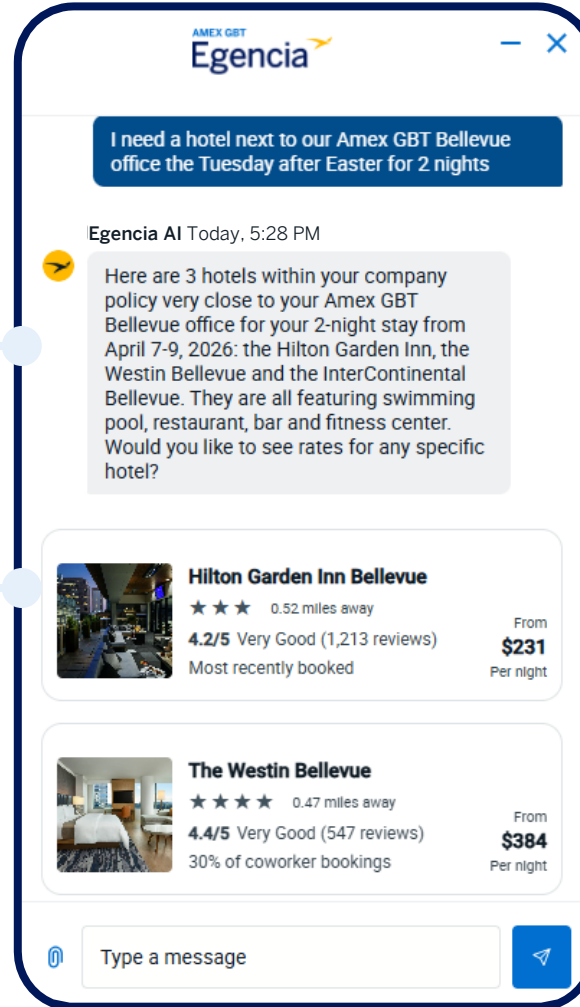 AMEX GBT
Egencia
I need a hotel next to our Amex GBT Bellevue
office the Tuesday after Easter for 2 nights
Egencia AI Today, 5:28 PM
Here are 3 hotels within your company
policy very close to your Amex GBT
Bellevue office for your 2-night stay from
April 7-9, 2026: the Hilton Garden Inn, the
Westin Bellevue and the InterContinental
Bellevue. They are all featuring swimming
pool, restaurant, bar and fitness center.
Would you like to see rates for any specific
hotel?
Hilton Garden Inn Bellevue
0.52 miles away
4.2/5 Very Good (1,213 reviews)
Most recently booked
From
$231
Per night
The Westin Bellevue
0.47 miles away
4.4/5 Very Good (547 reviews)
30% of coworker bookings
From
$384
Per night
Type a message